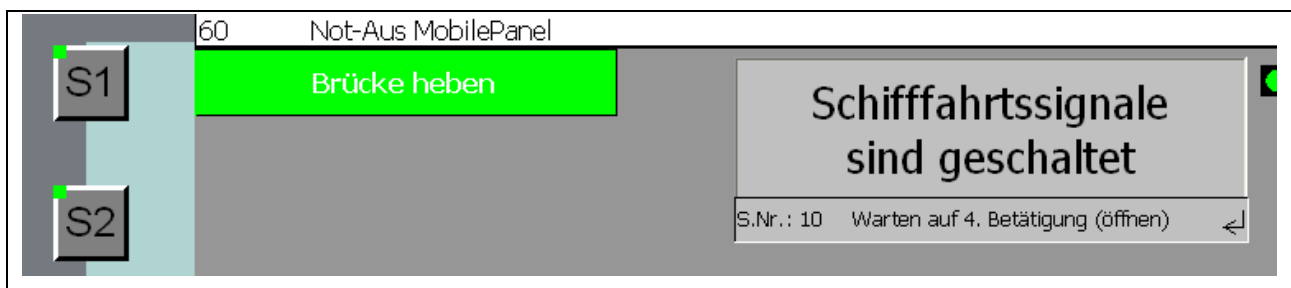 60 Not-Aus MobilePanel
S1
Brücke heben
Schifffahrtssignale
sind geschaltet
S2
S.Nr.: 10 Warten auf 4. Betätigung (öffnen)